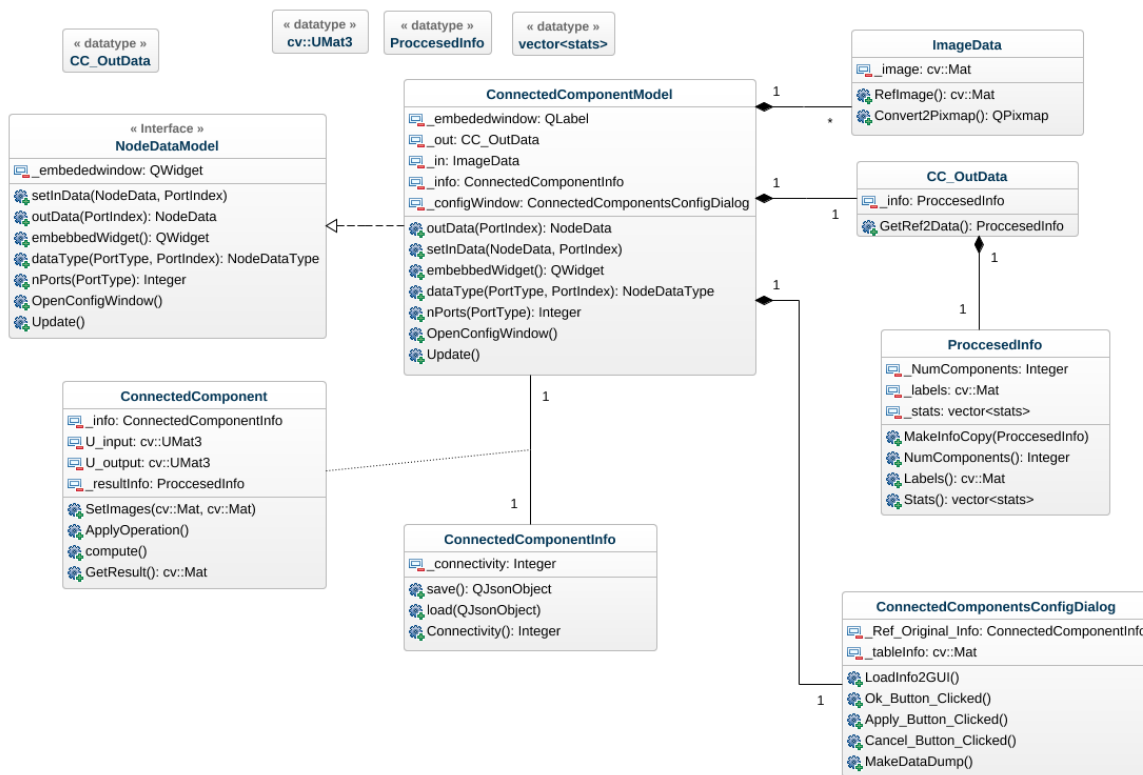 « datatype »
CC_OutData
« datatype »
cv::UMat3
« datatype »
ProccesedInfo
« datatype »
vector<stats>
« Interface »
NodeDataModel
_embededwindow: QWidget
setInData(NodeData, PortIndex)
outData(PortIndex): NodeData
embebbedWidget(): QWidget
dataType(PortType, PortIndex): NodeDataType
nPorts(PortType): Integer
OpenConfigWindow()
Update()
ConnectedComponentModel
_embededwindow: QLabel
_out: CC_OutData
_in: ImageData
_info: ConnectedComponentInfo
_configWindow: ConnectedComponentsConfigDialog
outData(PortIndex): NodeData
setInData(NodeData, PortIndex)
embebbedWidget(): QWidget
dataType(PortType, PortIndex): NodeDataType
nPorts(PortType): Integer
OpenConfigWindow()
Update()
1
*
ImageData
_image: cv::Mat
RefImage(): cv::Mat
Convert2Pixmap(): QPixmap
1
1
CC_OutData
_info: ProccesedInfo
GetRef2Data(): ProccesedInfo
1
1
ProccesedInfo
_NumComponents: Integer
_labels: cv::Mat
_stats: vector<stats>
MakeInfoCopy(ProccesedInfo)
NumComponents(): Integer
Labels(): cv::Mat
Stats(): vector<stats>
1
1
ConnectedComponent
_info: ConnectedComponentInfo
U_input: cv::UMat3
U_output: cv::UMat3
_resultInfo: ProccesedInfo
SetImages(cv::Mat, cv::Mat)
ApplyOperation()
compute()
GetResult(): cv::Mat
1
1
ConnectedComponentInfo
_connectivity: Integer
save(): QJsonObject
load(QJsonObject)
Connectivity(): Integer
ConnectedComponentsConfigDialog
_Ref_Original_Info: ConnectedComponentInfo
_tableInfo: cv::Mat
LoadInfo2GUI()
Ok_Button_Clicked()
Apply_Button_Clicked()
Cancel_Button_Clicked()
MakeDataDump()